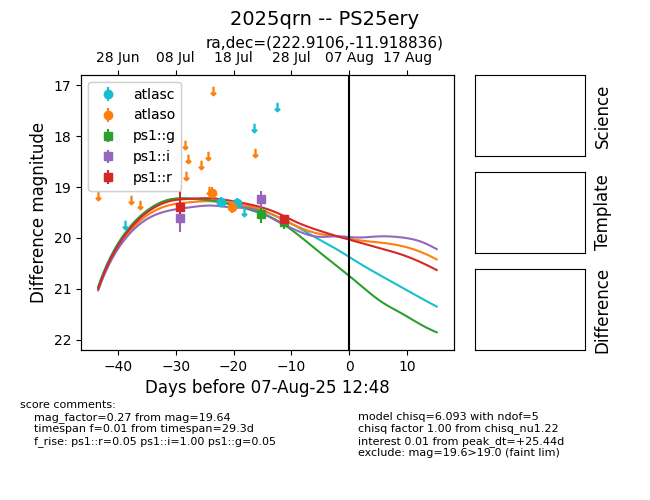 2025qrn -- PS25ery
ra,dec=(222.9106,-11.918836)
28 Jun 08 Jul 18 Jul 28 Jul 07 Aug 17 Aug
17
18
19
20
21
22
Difference magnitude
atlasc
atlaso
ps1::g
ps1::i
ps1::r
−40 −30 −20 −10 0 10
Days before 07-Aug-25 12:48
Science
Template
Difference
score comments:
mag_factor=0.27 from mag=19.64
timespan f=0.01 from timespan=29.3d
f_rise: ps1::r=0.05 ps1::i=1.00 ps1::g=0.05
model chisq=6.093 with ndof=5
chisq factor 1.00 from chisq_nu1.22
interest 0.01 from peak_dt=+25.44d
exclude: mag=19.6>19.0 (faint lim)